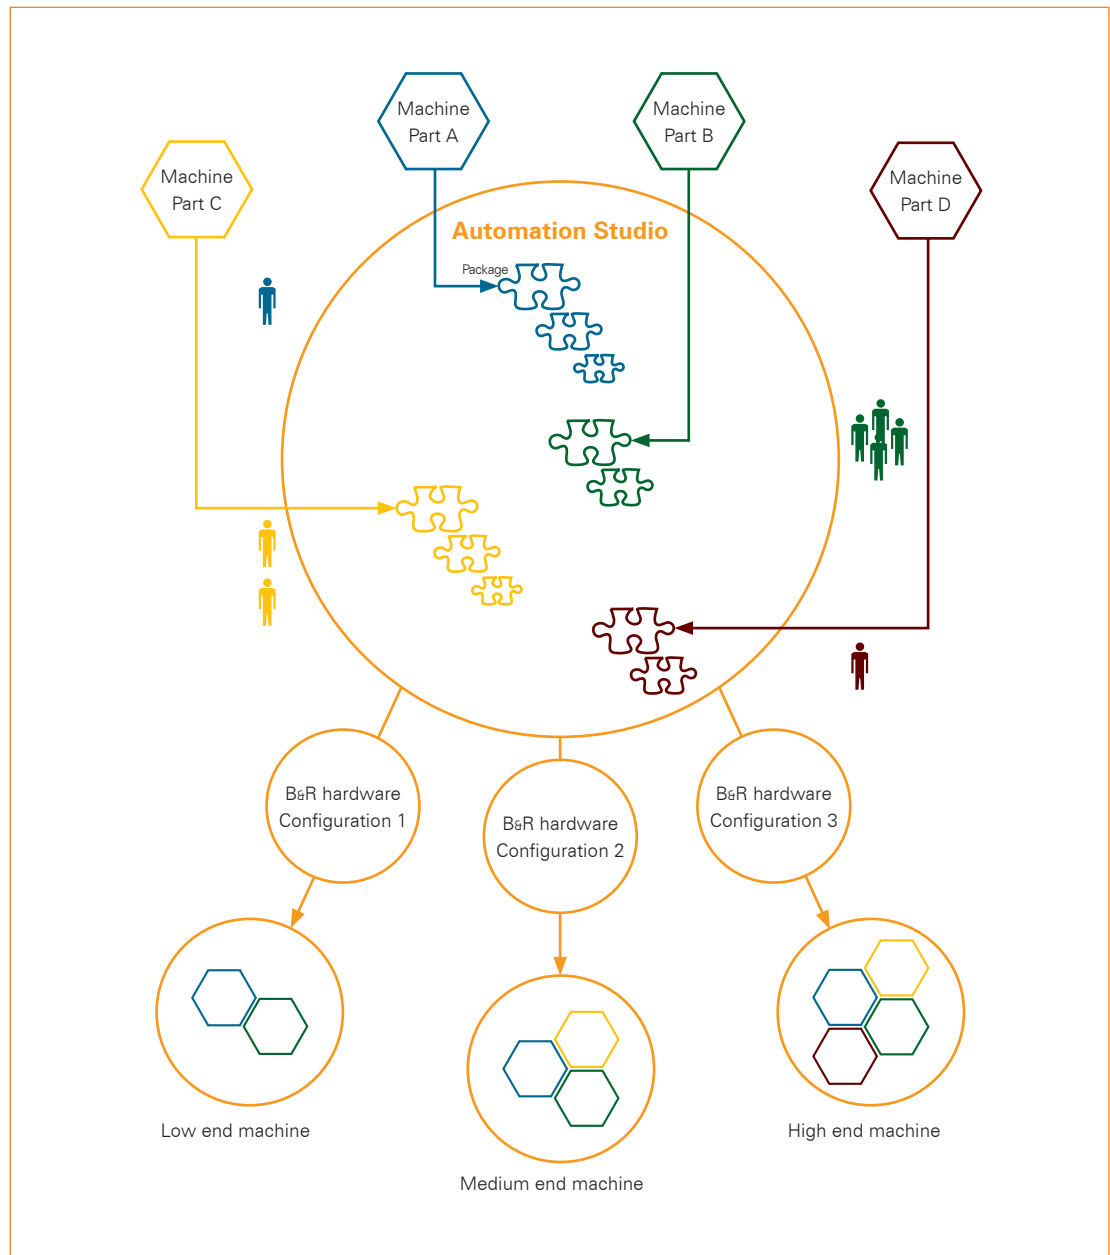 Machine
Part A
Machine
Part B
Machine
Part C
Machine
Part D
Automation Studio
Package
B&R hardware
Configuration 1
B&R hardware
Configuration 2
B&R hardware
Configuration 3
Low end machine
Medium end machine
High end machine